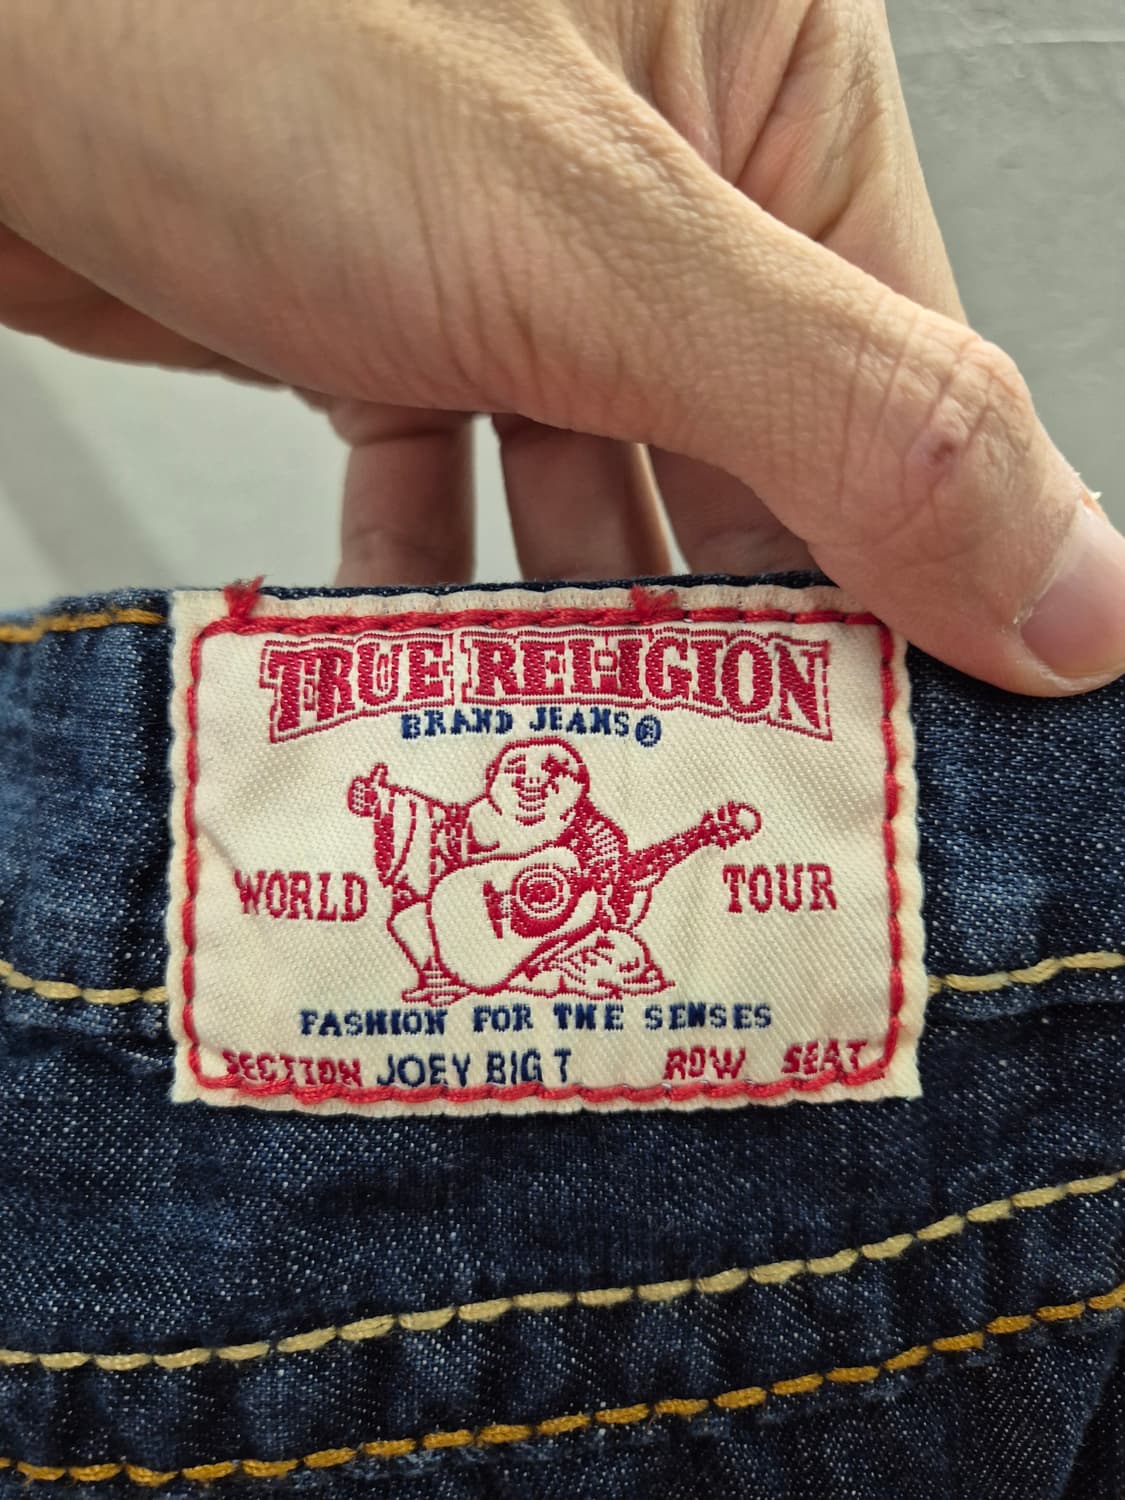 TRUE RELIGION
BRAND JEANS®
WORLD TOUR
FASHION FOR THE SENSES
SECTION JOEY BIG T ROW SEAT